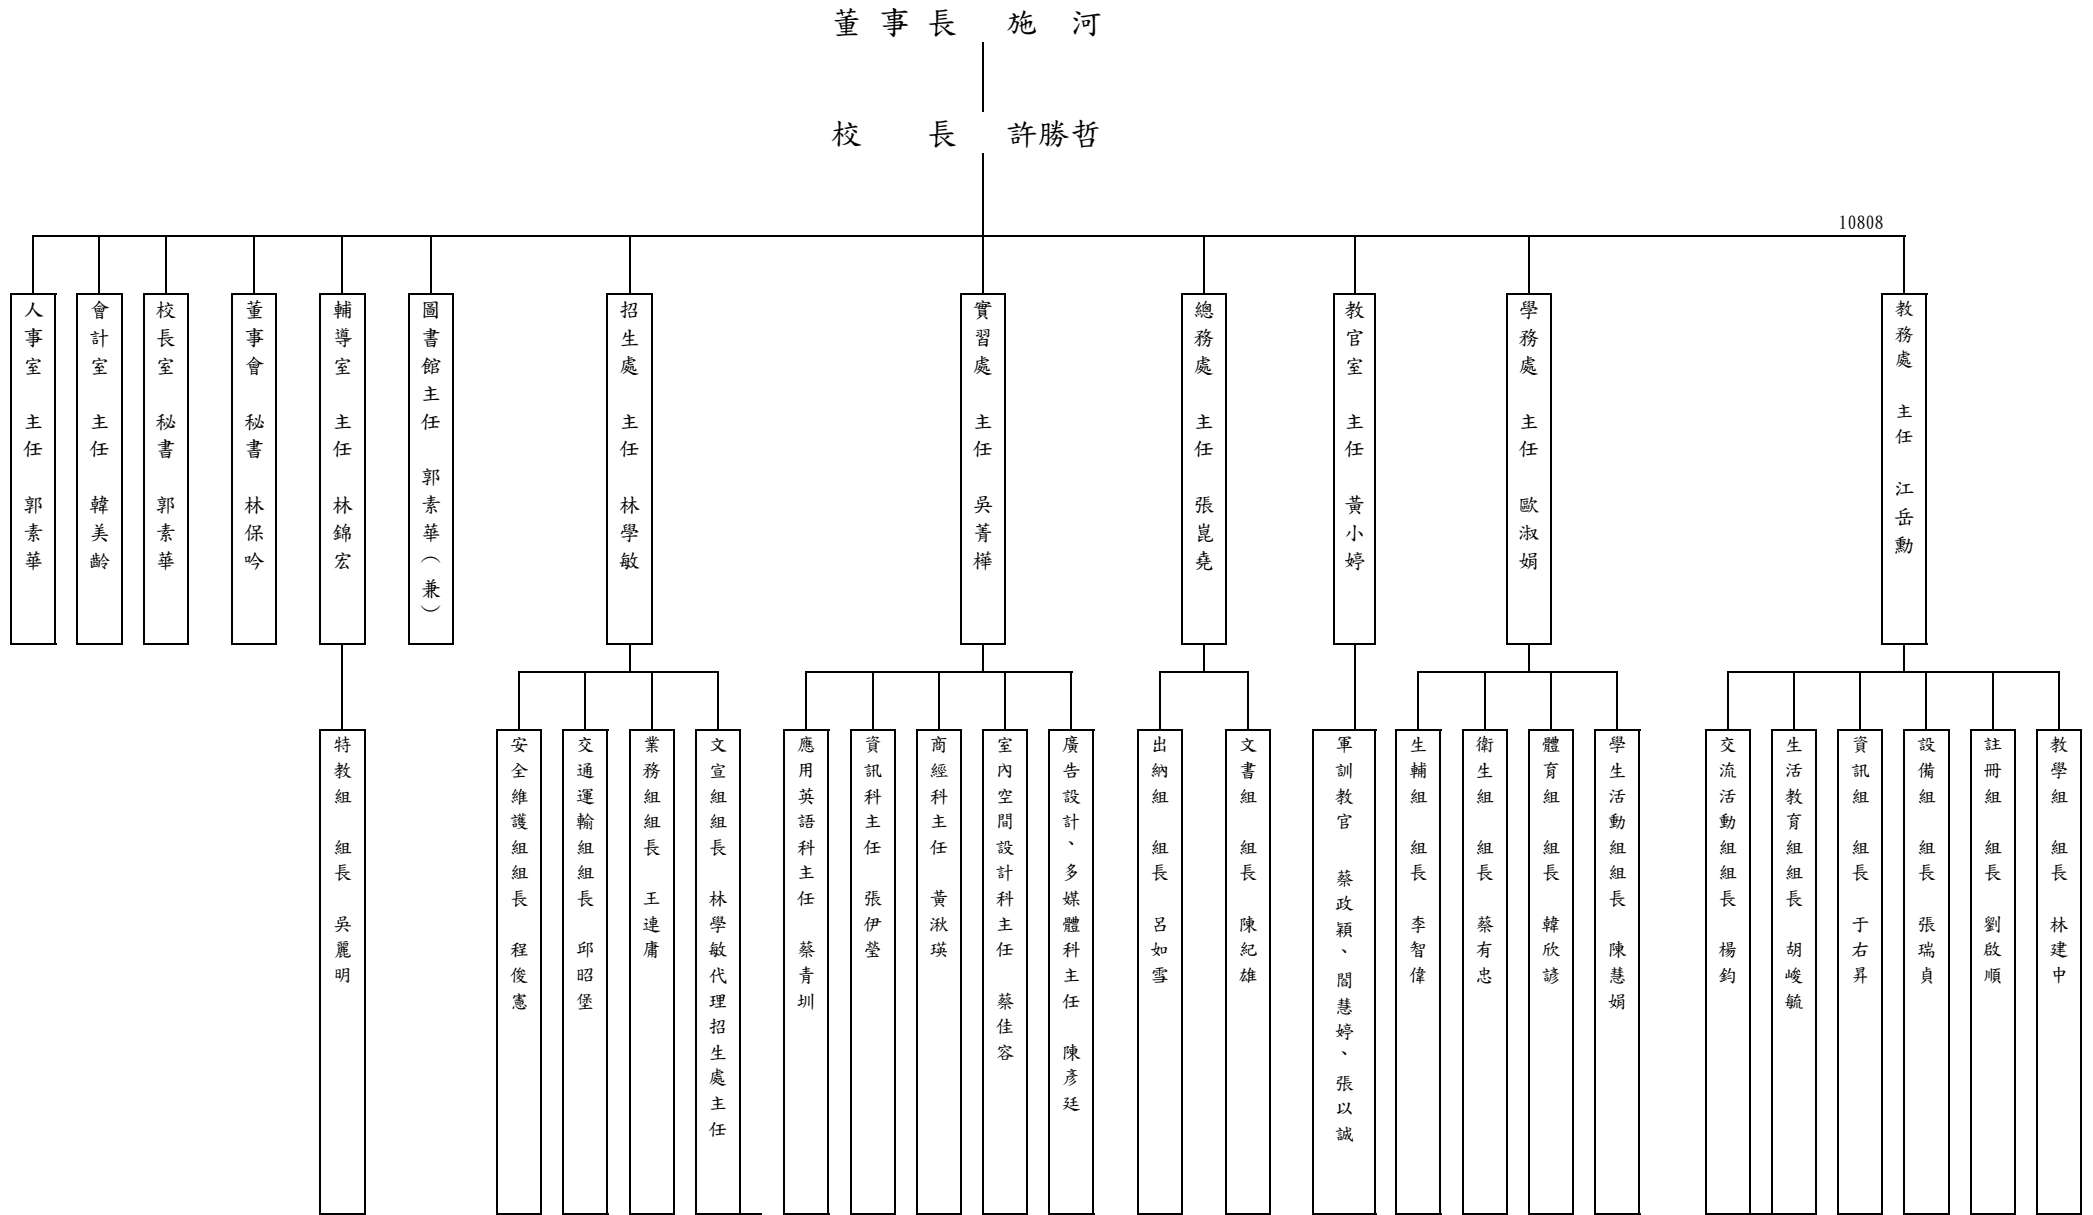 董事長 施河
校長 許勝哲
10808
人事室 主任 郭素華
會計室 主任 韓美齡
校長室 秘書 郭素華
董事會 秘書 林保吟
輔導室 主任 林錦宏
圖書館主任 郭素華(兼)
招生處 主任 林學敏
實習處 主任 吳菁樺
總務處 主任 張崑堯
教官室 主任 黃小婷
學務處 主任 歐淑娟
教務處 主任 江岳勳
特教組 組長 吳麗明
安全維護組組長 程俊憲
交通運輸組組長 邱昭堡
業務組組長 王連庸
文宣組組長 林學敏代理招生處主任
應用英語科主任 蔡青圳
資訊科主任 張伊瑩
商經科主任 黃湫瑛
室內空間設計科主任 蔡佳容
廣告設計、多媒體科主任 陳彥廷
出納組 組長 呂如雪
文書組 組長 陳紀雄
軍訓教官 蔡政穎、閻慧婷、張以誠
生輔組 組長 李智偉
衛生組 組長 蔡有忠
體育組 組長 韓欣諺
學生活動組組長 陳慧娟
交流活動組組長 楊鈞
生活教育組組長 胡峻毓
資訊組 組長 于右昇
設備組 組長 張瑞貞
註冊組 組長 劉啟順
教學組 組長 林建中